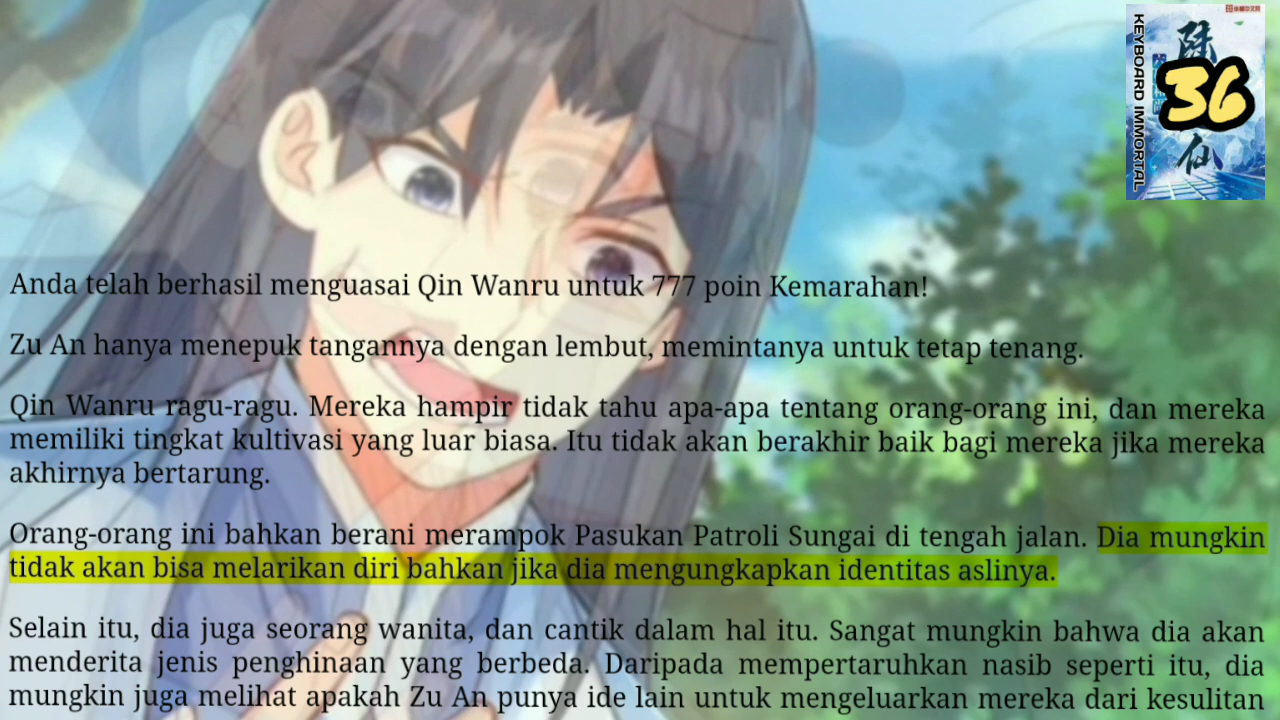 陆
36
仙
KEYBOARD IMMORTAL
Anda telah berhasil menguasai Qin Wanru untuk 777 poin Kemarahan!
Zu An hanya menepuk tangannya dengan lembut, memintanya untuk tetap tenang.
Qin Wanru ragu-ragu. Mereka hampir tidak tahu apa-apa tentang orang-orang ini, dan mereka
memiliki tingkat kultivasi yang luar biasa. Itu tidak akan berakhir baik bagi mereka jika mereka
akhirnya bertarung.
Orang-orang ini bahkan berani merampok Pasukan Patroli Sungai di tengah jalan. Dia mungkin
tidak akan bisa melarikan diri bahkan jika dia mengungkapkan identitas aslinya.
Selain itu, dia juga seorang wanita, dan cantik dalam hal itu. Sangat mungkin bahwa dia akan
menderita jenis penghinaan yang berbeda. Daripada mempertaruhkan nasib seperti itu, dia
mungkin juga melihat apakah Zu An punya ide lain untuk mengeluarkan mereka dari kesulitan